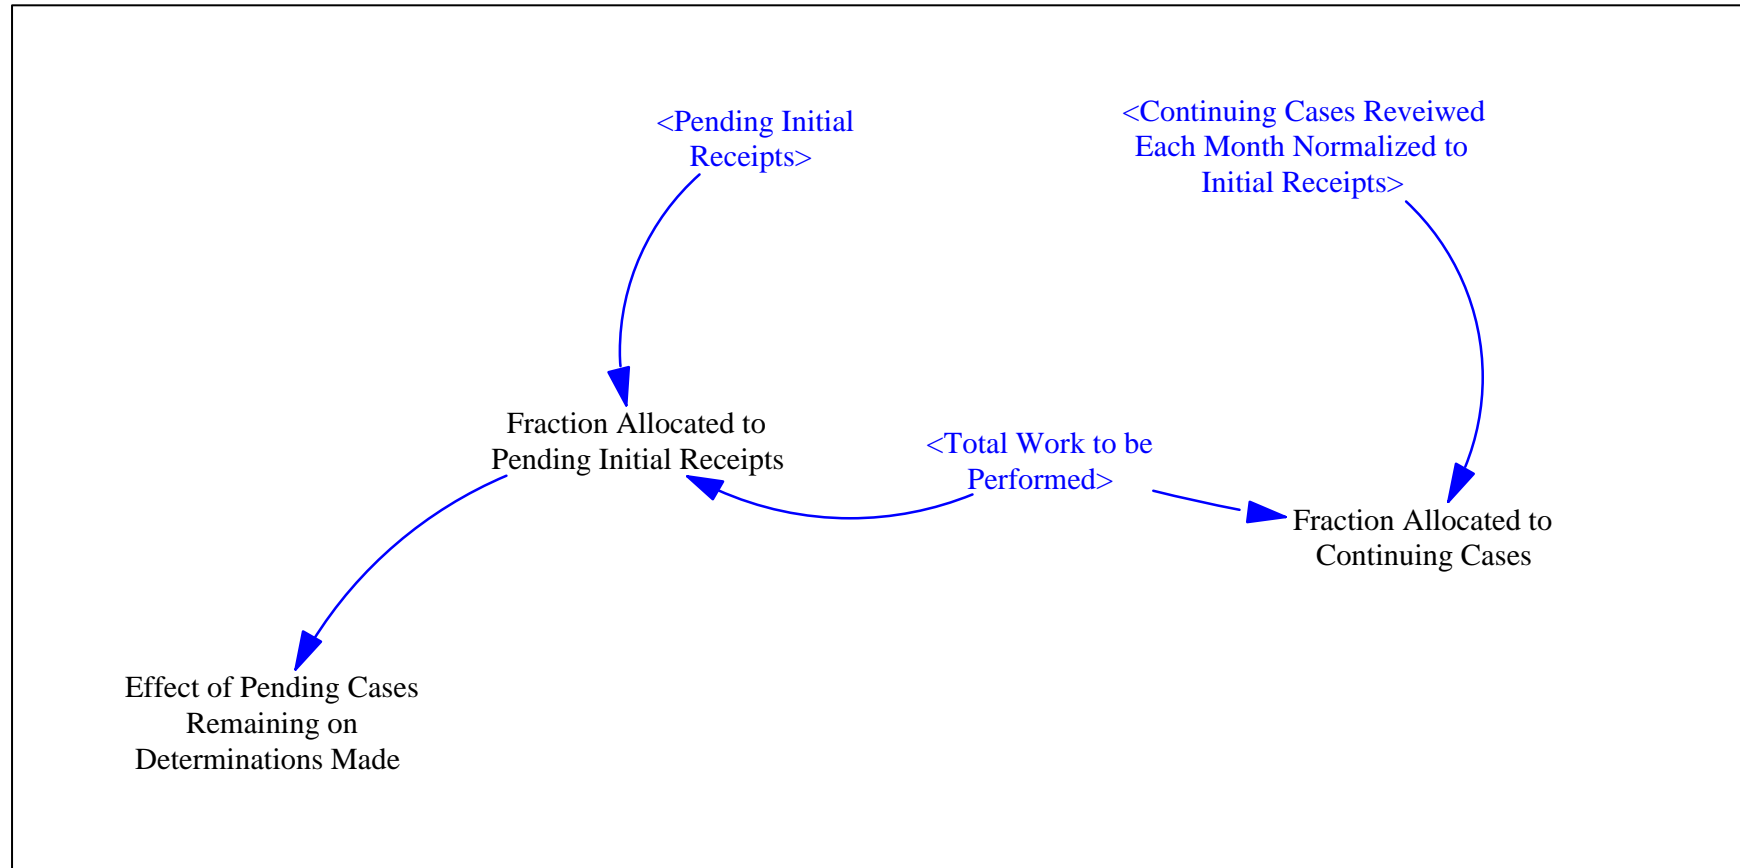 <Pending Initial
Receipts>
<Continuing Cases Reveiwed
Each Month Normalized to
Initial Receipts>
Fraction Allocated to
Pending Initial Receipts
<Total Work to be
Performed>
Fraction Allocated to
Continuing Cases
Effect of Pending Cases
Remaining on
Determinations Made